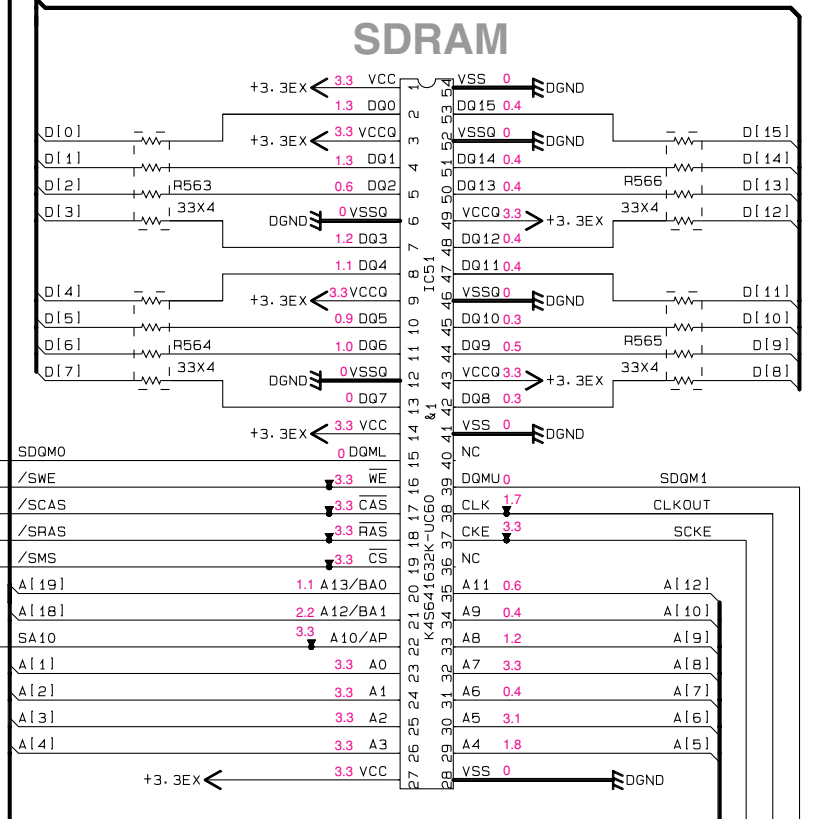 SDRAM
+3.3EX 3.3 VCC 1 54 VSS 0 DGND
1.3 DQ0 2 53 DQ15 0.4
D[0] +3.3EX 3.3 VCCQ 3 52 VSSQ 0 DGND D[15]
D[1] 1.3 DQ1 4 51 DQ14 0.4 D[14]
D[2] R563 0.6 DQ2 5 50 DQ13 0.4 R566 D[13]
D[3] 33X4 DGND 0 VSSQ 6 49 VCCQ 3.3 +3.3EX 33X4 D[12]
1.2 DQ3 7 48 DQ12 0.4
1.1 DQ4 8 47 DQ11 0.4
IC51
D[4] +3.3EX 3.3 VCCQ 9 46 VSSQ 0 DGND D[11]
D[5] 0.9 DQ5 10 45 DQ10 0.3 D[10]
D[6] R564 1.0 DQ6 11 44 DQ9 0.5 R565 D[9]
D[7] 33X4 DGND 0 VSSQ 12 43 VCCQ 3.3 +3.3EX 33X4 D[8]
0 DQ7 13 42 DQ8 0.3
&1
+3.3EX 3.3 VCC 14 41 VSS 0 DGND
SDQM0 0 DQML 15 40 NC
/SWE 3.3 WE 16 39 DQMU 0 SDQM1
/SCAS 3.3 CAS 17 38 CLK 1.7 CLKOUT
/SRAS 3.3 RAS 18 37 CKE 3.3 SCKE
/SMS 3.3 CS 19 36 NC
K4S641632K-UC60
A[19] 1.1 A13/BA0 20 35 A11 0.6 A[12]
A[18] 2.2 A12/BA1 21 34 A9 0.4 A[10]
SA10 3.3 A10/AP 22 33 A8 1.2 A[9]
A[1] 3.3 A0 23 32 A7 3.3 A[8]
A[2] 3.3 A1 24 31 A6 0.4 A[7]
A[3] 3.3 A2 25 30 A5 3.1 A[6]
A[4] 3.3 A3 26 29 A4 1.8 A[5]
+3.3EX 3.3 VCC 27 28 VSS 0 DGND